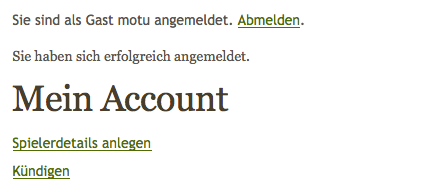 Sie sind als Gast motu angemeldet. Abmelden.
Sie haben sich erfolgreich angemeldet.
Mein Account
Spielerdetails anlegen
Kündigen